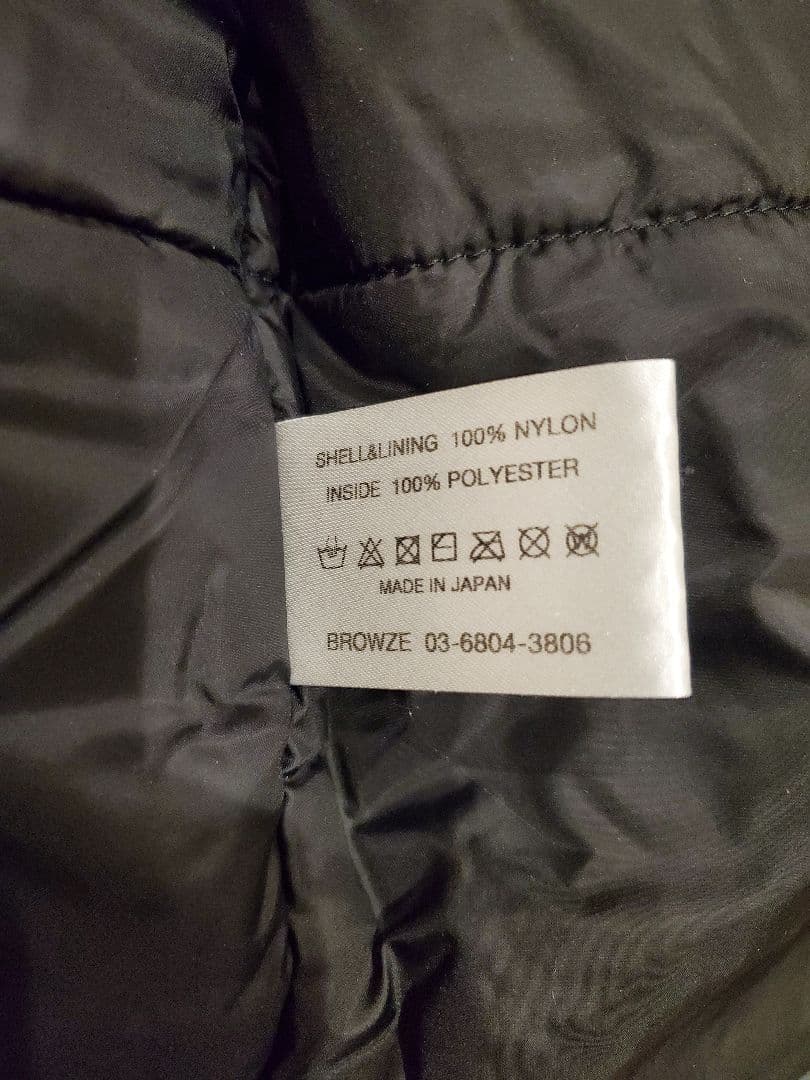 SHELL&LINING 100% NYLON
INSIDE 100% POLYESTER
MADE IN JAPAN
BROWZE 03-6804-3806